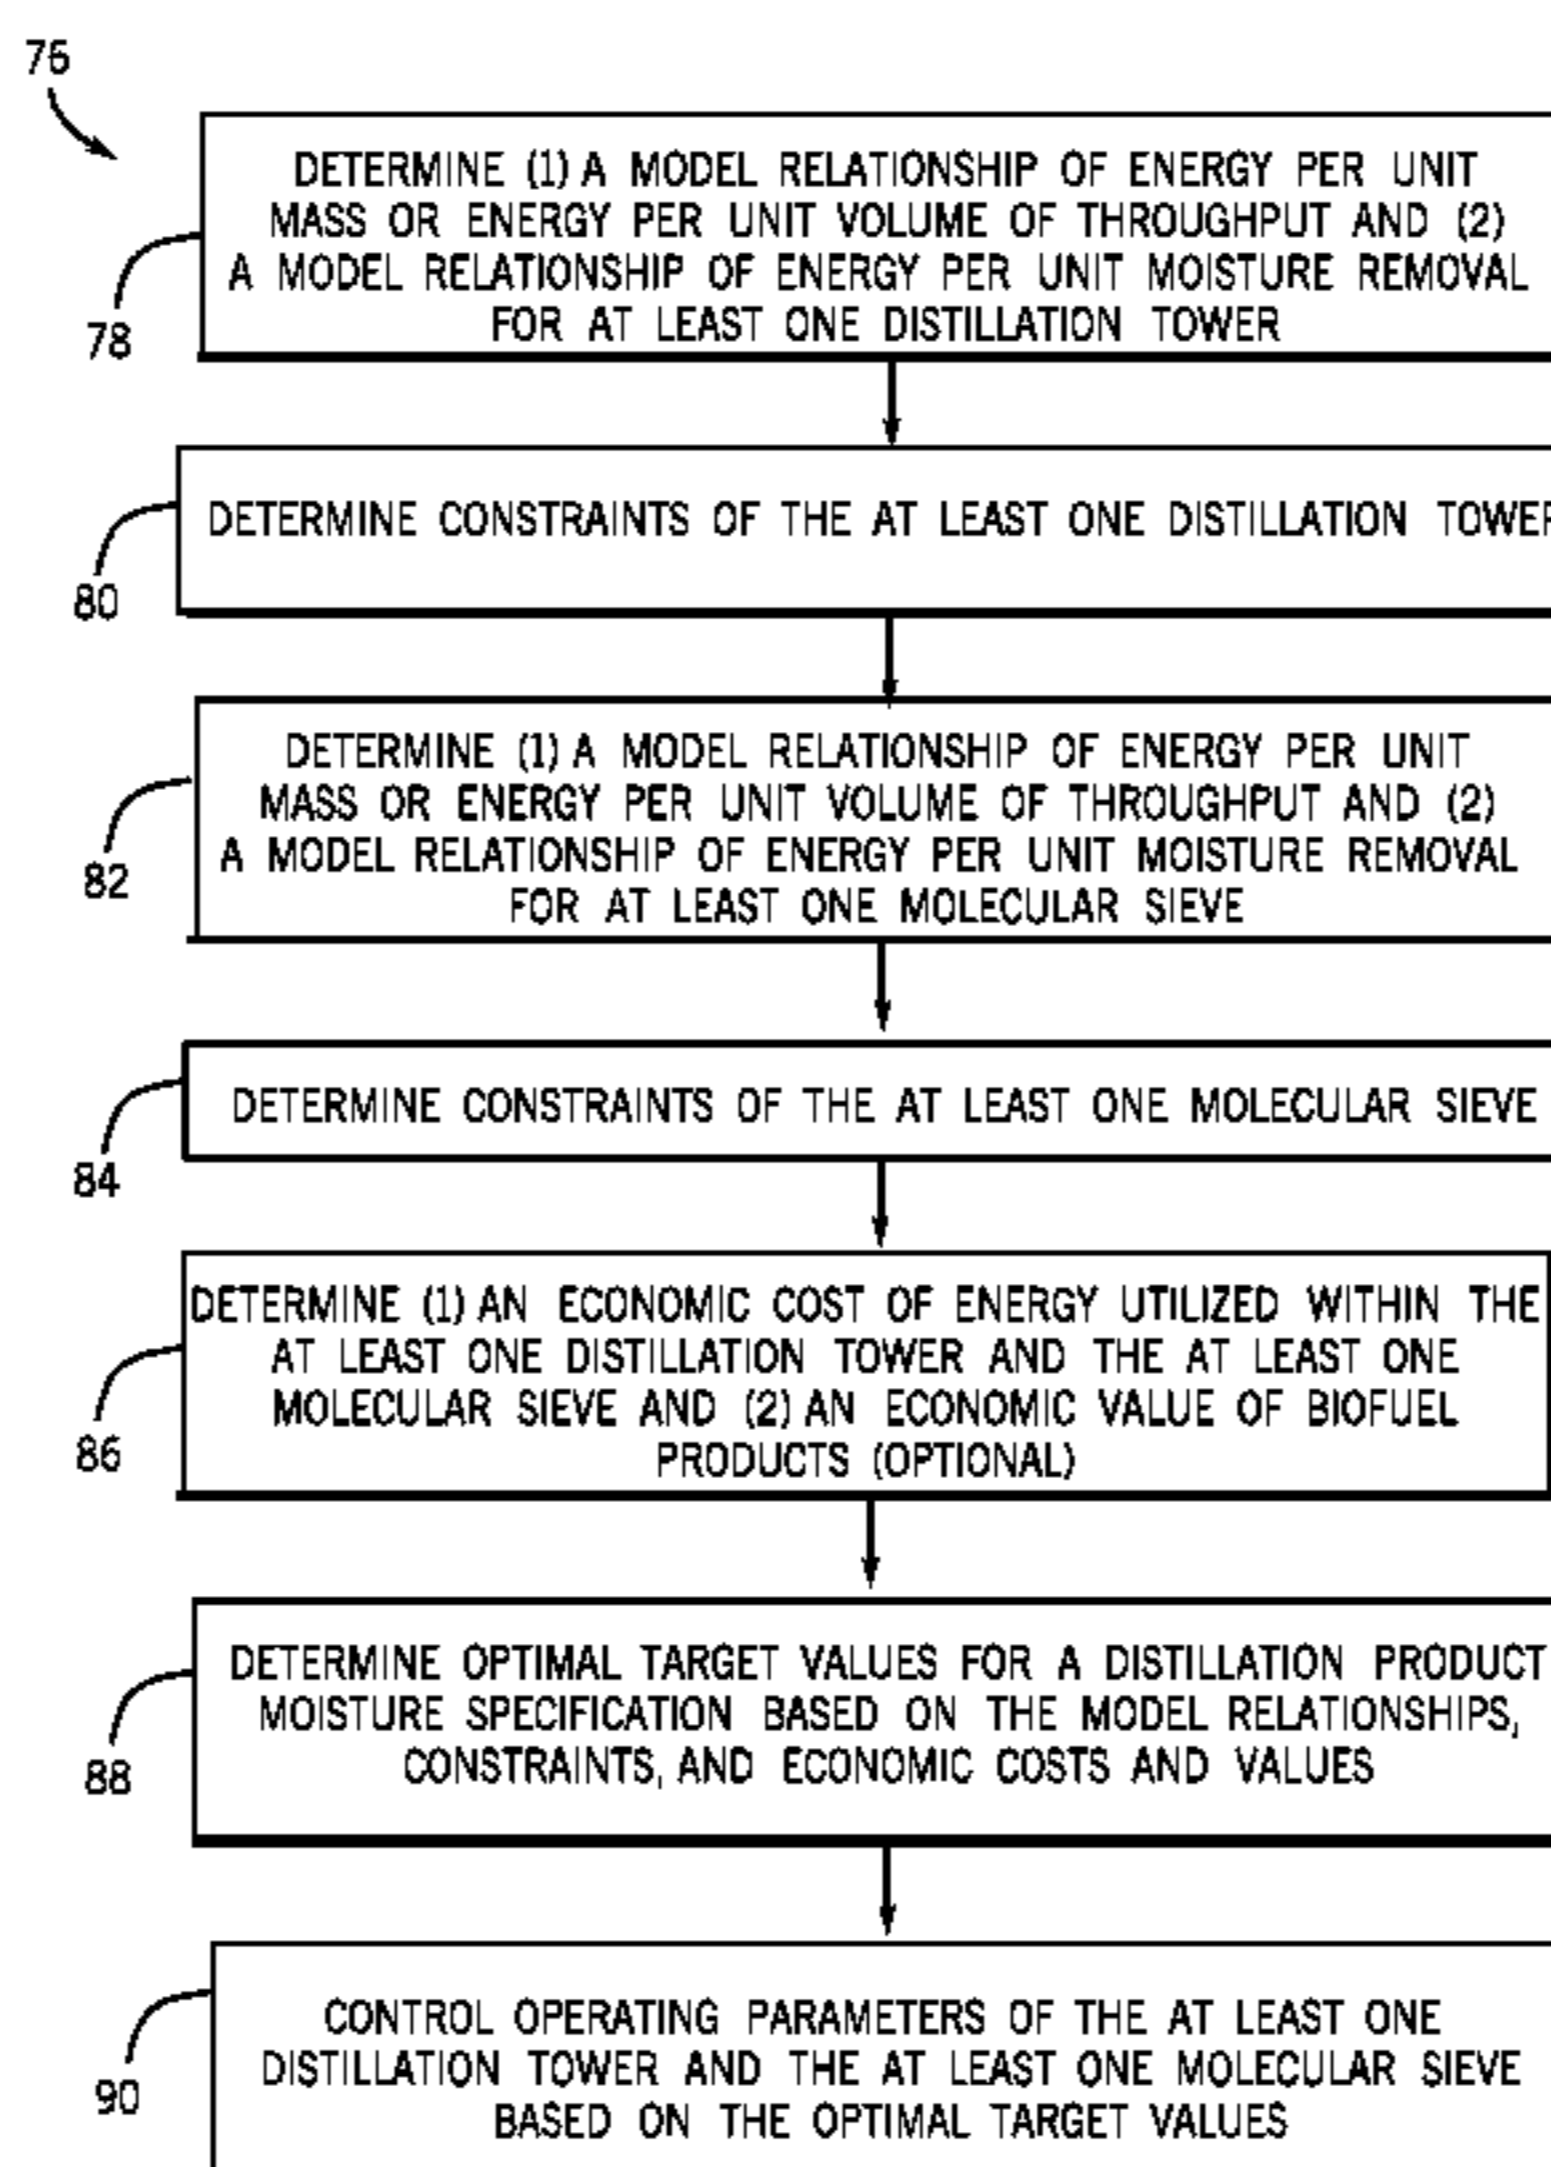 76
DETERMINE (1) A MODEL RELATIONSHIP OF ENERGY PER UNIT
MASS OR ENERGY PER UNIT VOLUME OF THROUGHPUT AND (2)
A MODEL RELATIONSHIP OF ENERGY PER UNIT MOISTURE REMOVAL
FOR AT LEAST ONE DISTILLATION TOWER
78
DETERMINE CONSTRAINTS OF THE AT LEAST ONE DISTILLATION TOWER
80
DETERMINE (1) A MODEL RELATIONSHIP OF ENERGY PER UNIT
MASS OR ENERGY PER UNIT VOLUME OF THROUGHPUT AND (2)
A MODEL RELATIONSHIP OF ENERGY PER UNIT MOISTURE REMOVAL
FOR AT LEAST ONE MOLECULAR SIEVE
82
DETERMINE CONSTRAINTS OF THE AT LEAST ONE MOLECULAR SIEVE
84
DETERMINE (1) AN ECONOMIC COST OF ENERGY UTILIZED WITHIN THE
AT LEAST ONE DISTILLATION TOWER AND THE AT LEAST ONE
MOLECULAR SIEVE AND (2) AN ECONOMIC VALUE OF BIOFUEL
PRODUCTS (OPTIONAL)
86
DETERMINE OPTIMAL TARGET VALUES FOR A DISTILLATION PRODUCT
MOISTURE SPECIFICATION BASED ON THE MODEL RELATIONSHIPS,
CONSTRAINTS, AND ECONOMIC COSTS AND VALUES
88
CONTROL OPERATING PARAMETERS OF THE AT LEAST ONE
DISTILLATION TOWER AND THE AT LEAST ONE MOLECULAR SIEVE
BASED ON THE OPTIMAL TARGET VALUES
90